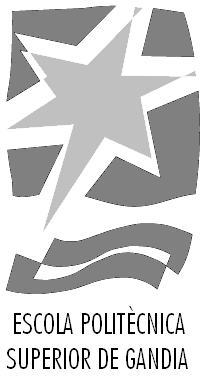 ESCOLA POLITÈCNICA
SUPERIOR DE GANDIA